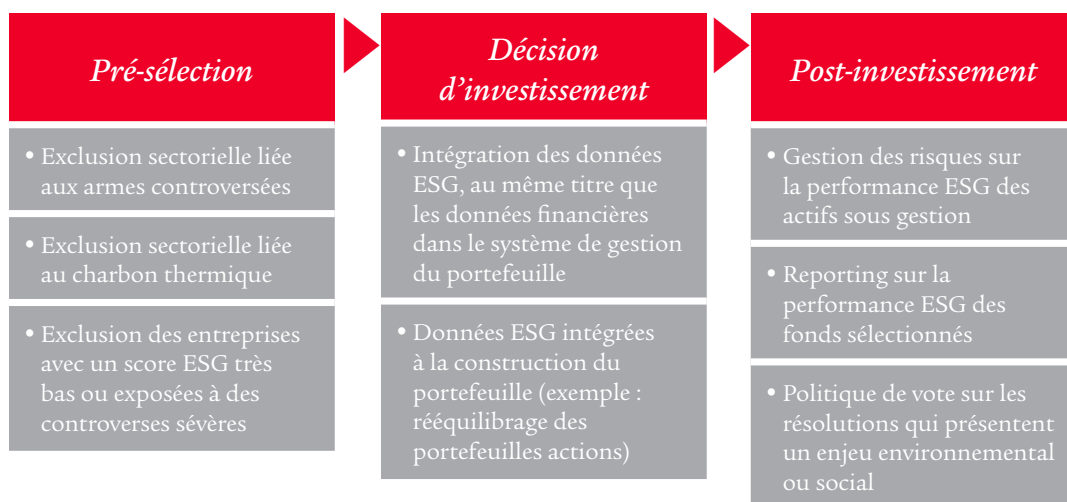 Pré-sélection
• Exclusion sectorielle liée
aux armes controversées
• Exclusion sectorielle liée
au charbon thermique
• Exclusion des entreprises
avec un score ESG très
bas ou exposées à des
controverses sévères
Décision
d’investissement
• Intégration des données
ESG, au même titre que
les données financières
dans le système de gestion
du portefeuille
• Données ESG intégrées
à la construction du
portefeuille (exemple :
rééquilibrage des
portefeuilles actions)
Post-investissement
• Gestion des risques sur
la performance ESG des
actifs sous gestion
• Reporting sur la
performance ESG des
fonds sélectionnés
• Politique de vote sur les
résolutions qui présentent
un enjeu environnemental
ou social